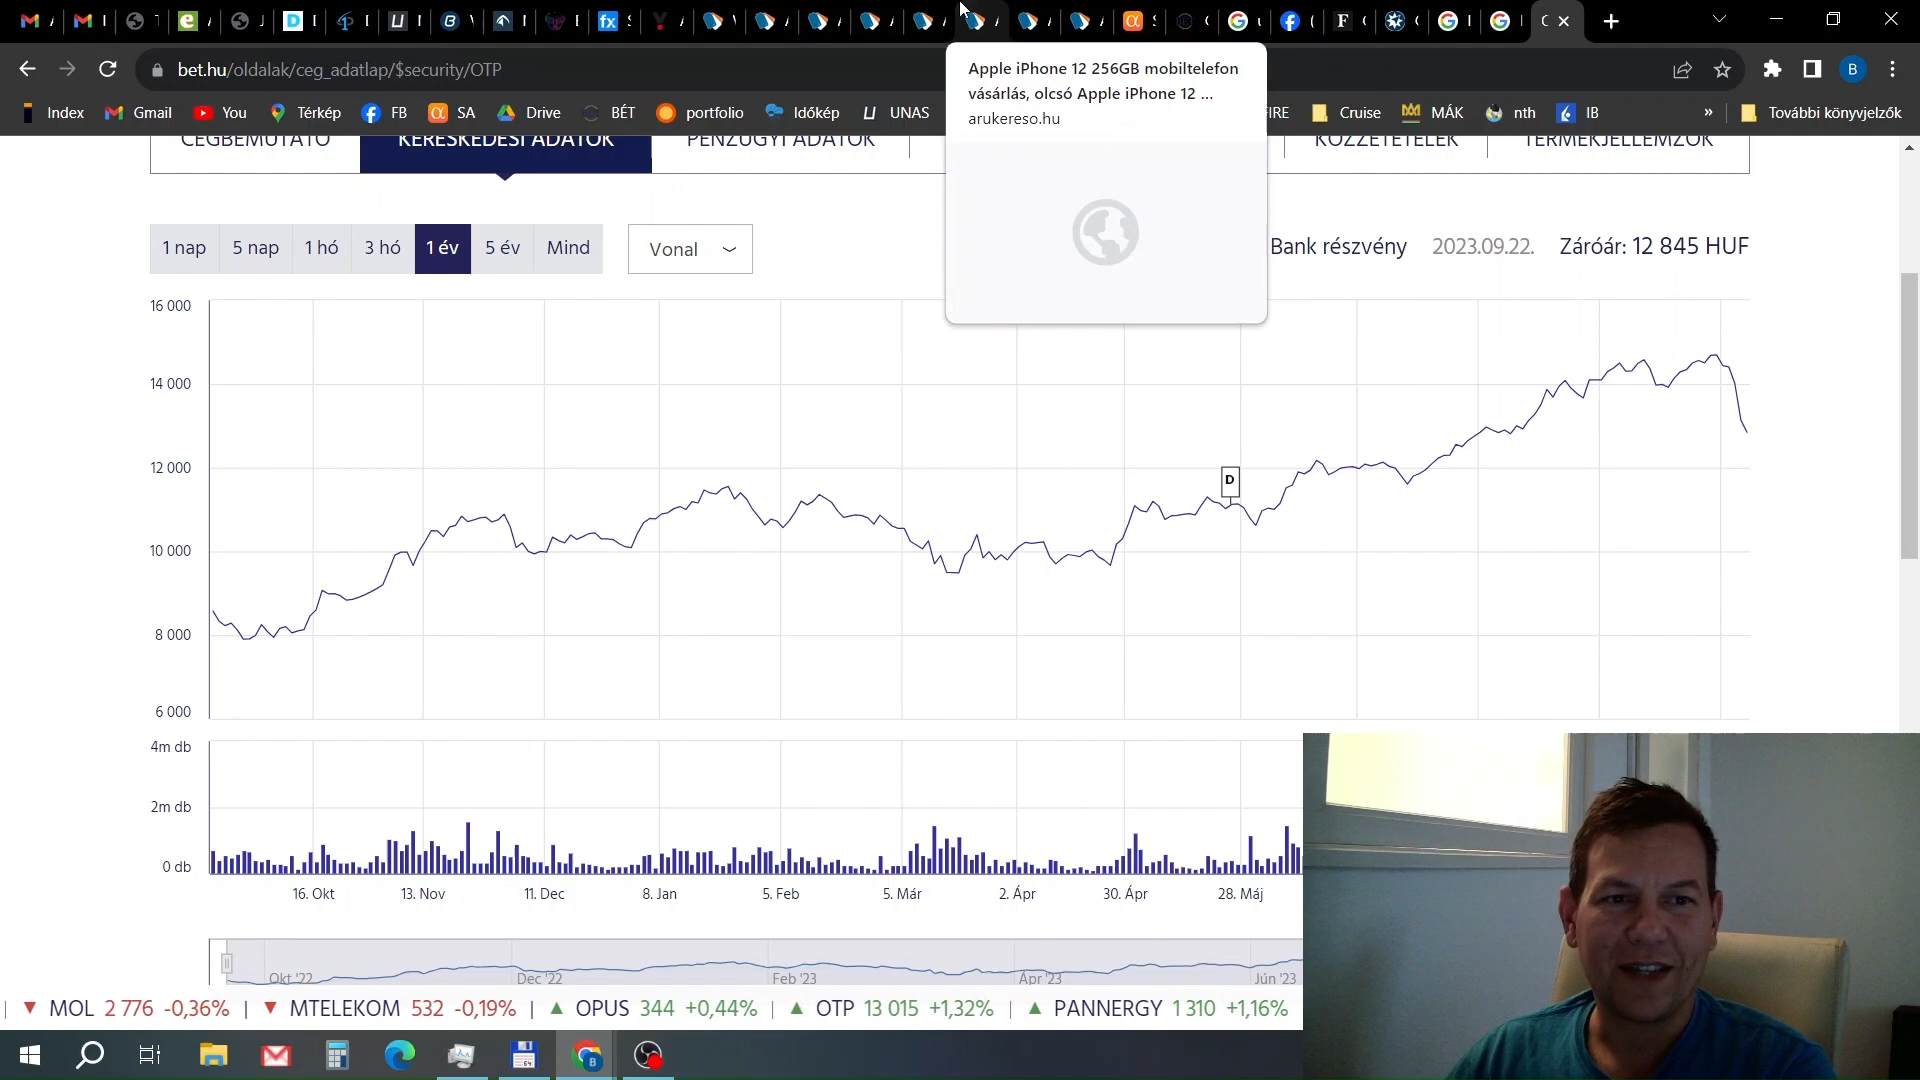 bet.hu/oldalak/ceg_adatlap/$security/OTP
B
Apple iPhone 12 256GB mobiltelefon
vásárlás, olcsó Apple iPhone 12 ...
arukereso.hu
Index Gmail You Térkép FB SA Drive BÉT portfolio Időkép UNAS FIRE Cruise MÁK nth IB » További könyvjelzők
CÉGBEMUTATÓ KERESKEDÉSI ADATOK PÉNZÜGYI ADATOK KÖZZÉTÉTELEK TERMÉKJELLEMZŐK
1 nap 5 nap 1 hó 3 hó 1 év 5 év Mind Vonal Bank részvény 2023.09.22. Záróár: 12 845 HUF
16 000
14 000
12 000
D
10 000
8 000
6 000
4m db
2m db
0 db
16. Okt 13. Nov 11. Dec 8. Jan 5. Feb 5. Már 2. Ápr 30. Ápr 28. Máj
Okt '22 Dec '22 Feb '23 Ápr '23 Jún '23
| ▼ MOL 2 776 -0,36% | ▼ MTELEKOM 532 -0,19% | ▲ OPUS 344 +0,44% | ▲ OTP 13 015 +1,32% | ▲ PANNERGY 1 310 +1,16%